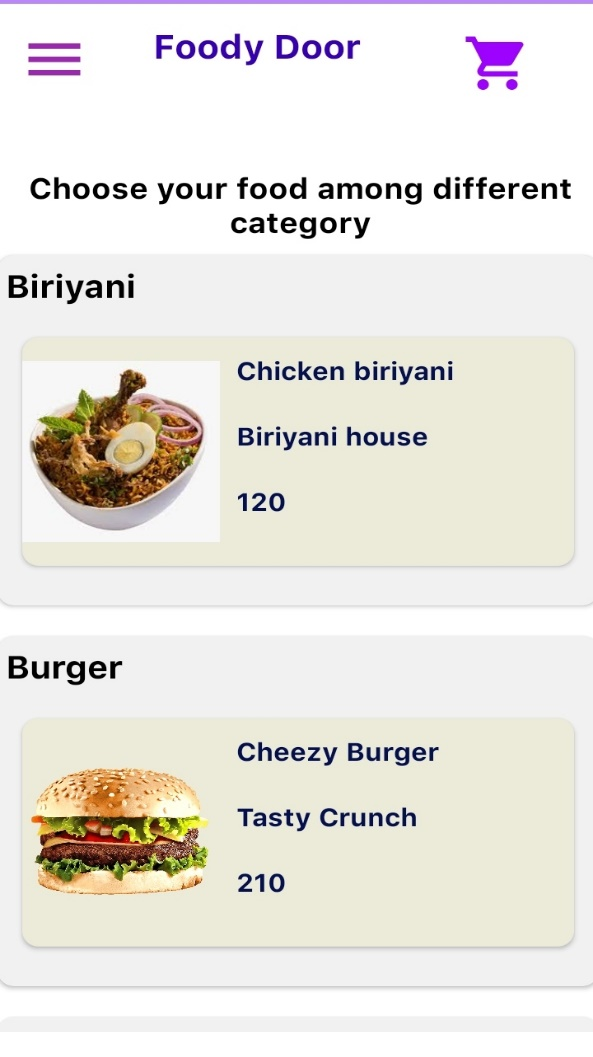 Foody Door
Choose your food among different
category
Biriyani
Chicken biriyani
Biriyani house
120
Burger
Cheezy Burger
Tasty Crunch
210